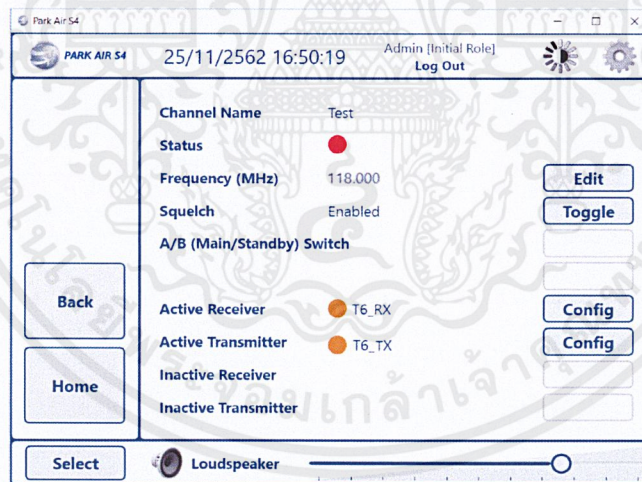 Park Air S4
PARK AIR S4
25/11/2562 16:50:19
Admin [Initial Role]
Log Out
Channel Name Test
Status
Frequency (MHz) 118.000 Edit
Squelch Enabled Toggle
A/B (Main/Standby) Switch
Back
Active Receiver T6_RX Config
Active Transmitter T6_TX Config
Home
Inactive Receiver
Inactive Transmitter
Select Loudspeaker